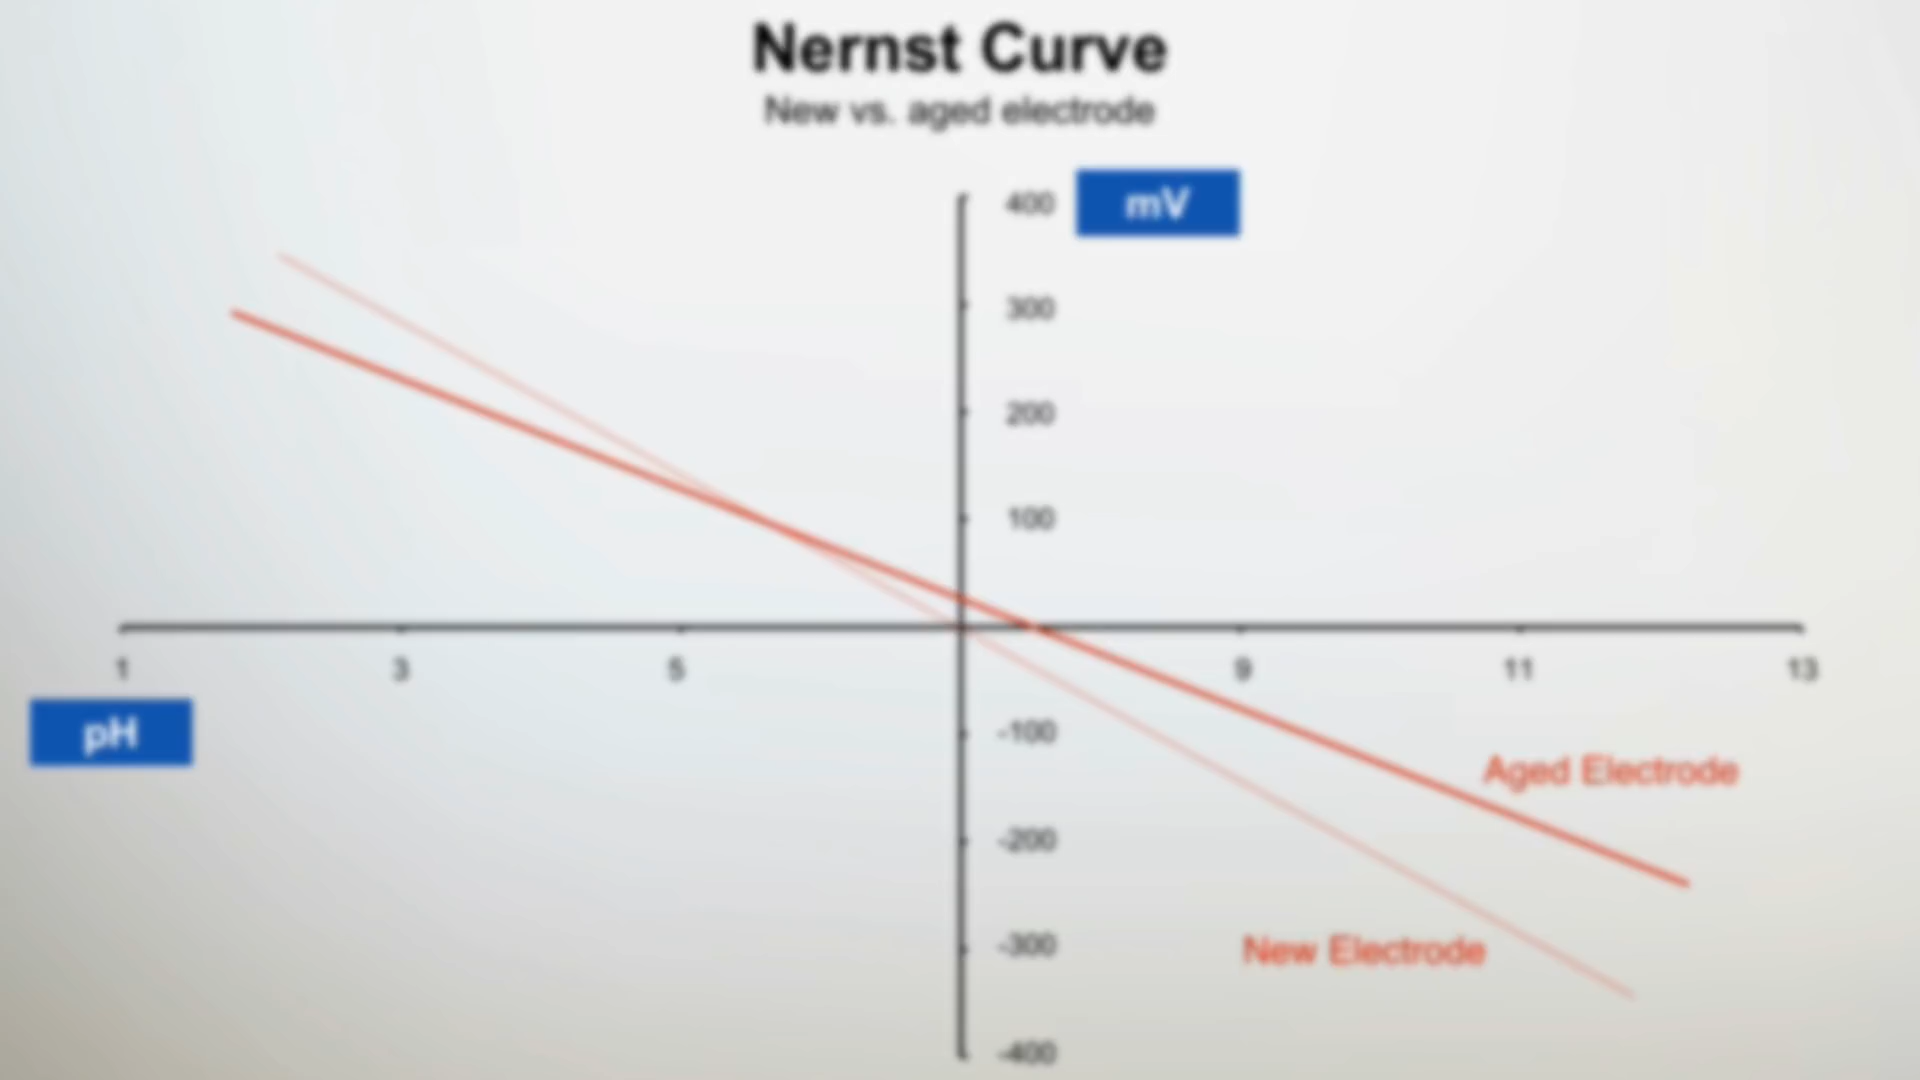 Nernst Curve
New vs. aged electrode
mV
400
300
200
100
1 3 5 9 11 13
pH
-100
-200
-300
-400
Aged Electrode
New Electrode